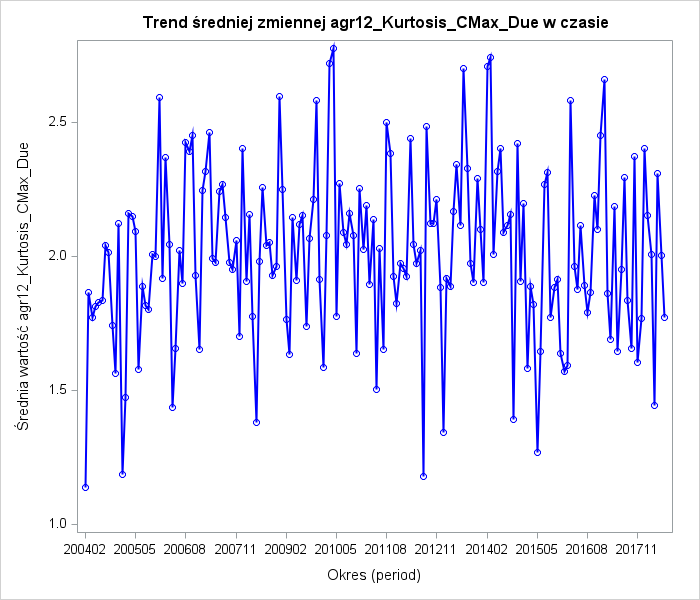 Trend średniej zmiennej agr12_Kurtosis_CMax_Due w czasie
Średnia wartość agr12_Kurtosis_CMax_Due
2.5
2.0
1.5
1.0
200402 200505 200608 200711 200902 201005 201108 201211 201402 201505 201608 201711
Okres (period)